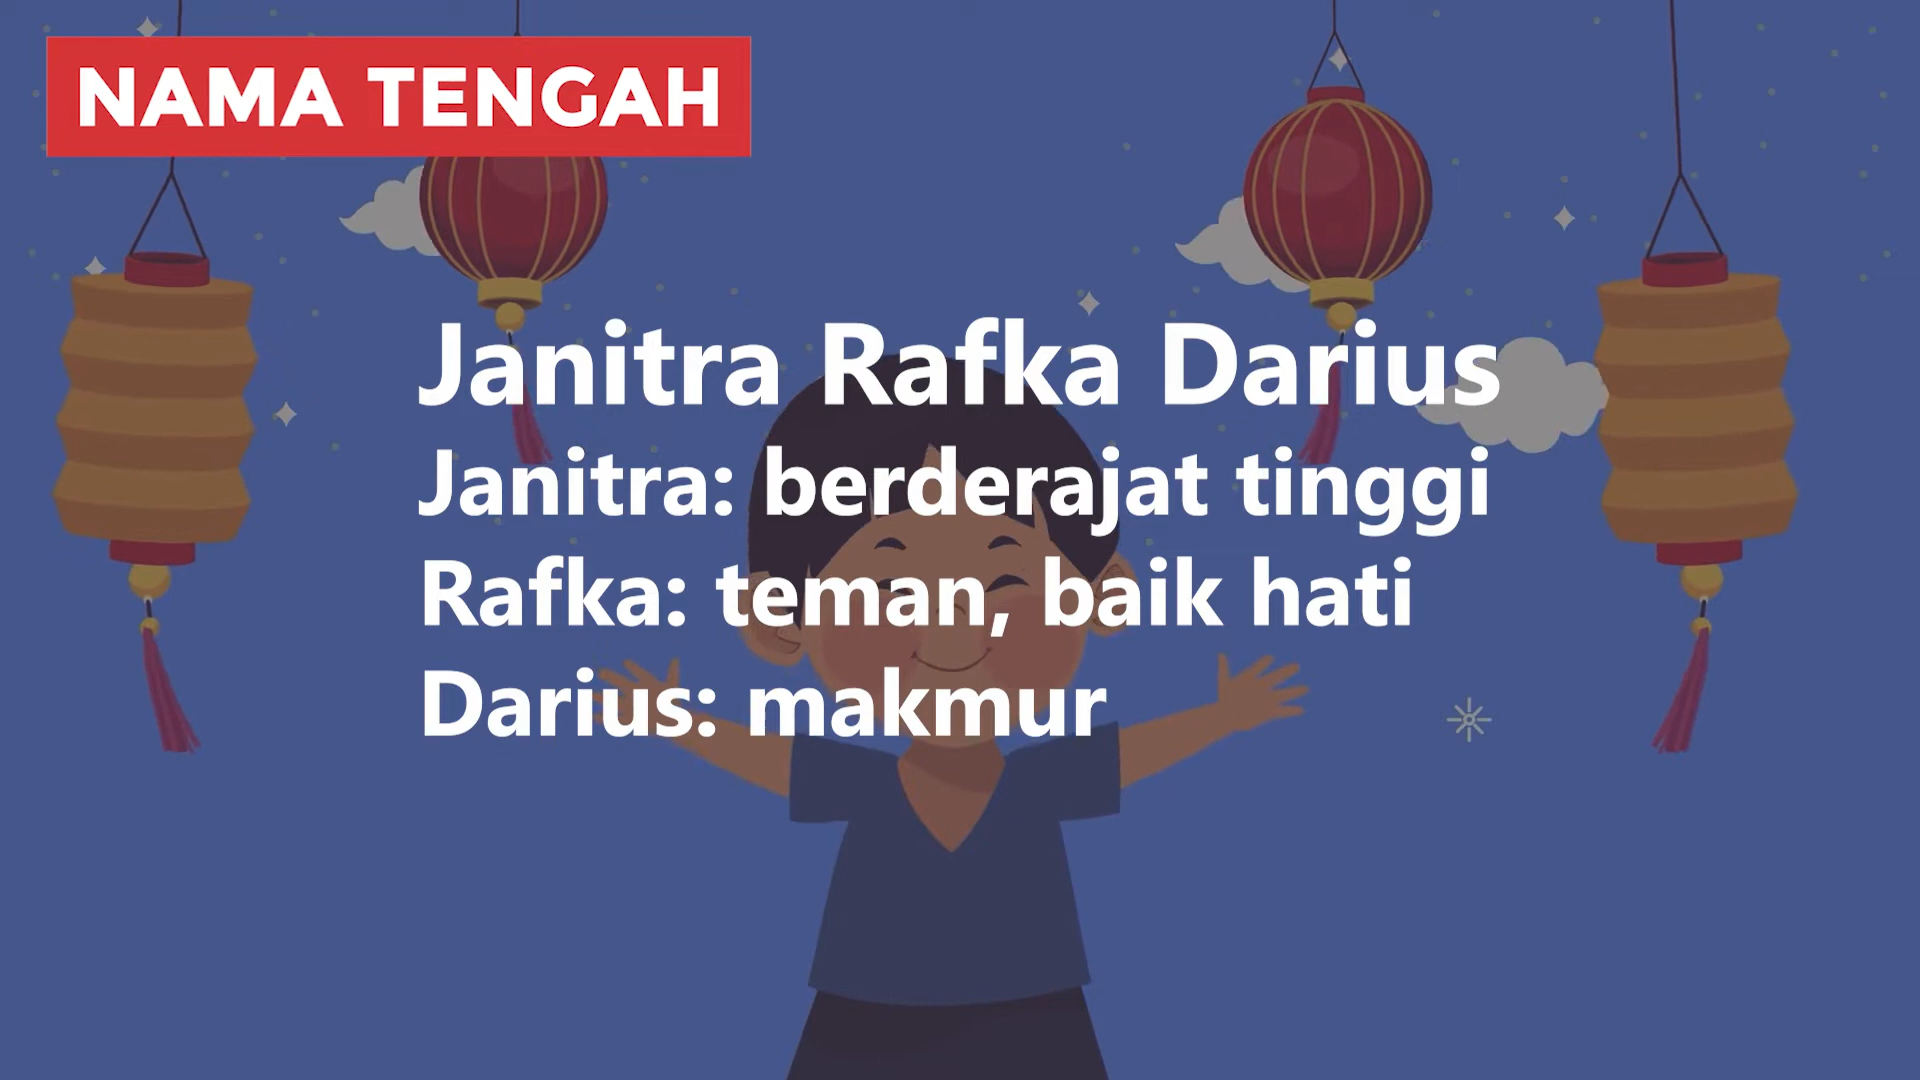 NAMA TENGAH
Janitra Rafka Darius
Janitra: berderajat tinggi
Rafka: teman, baik hati
Darius: makmur